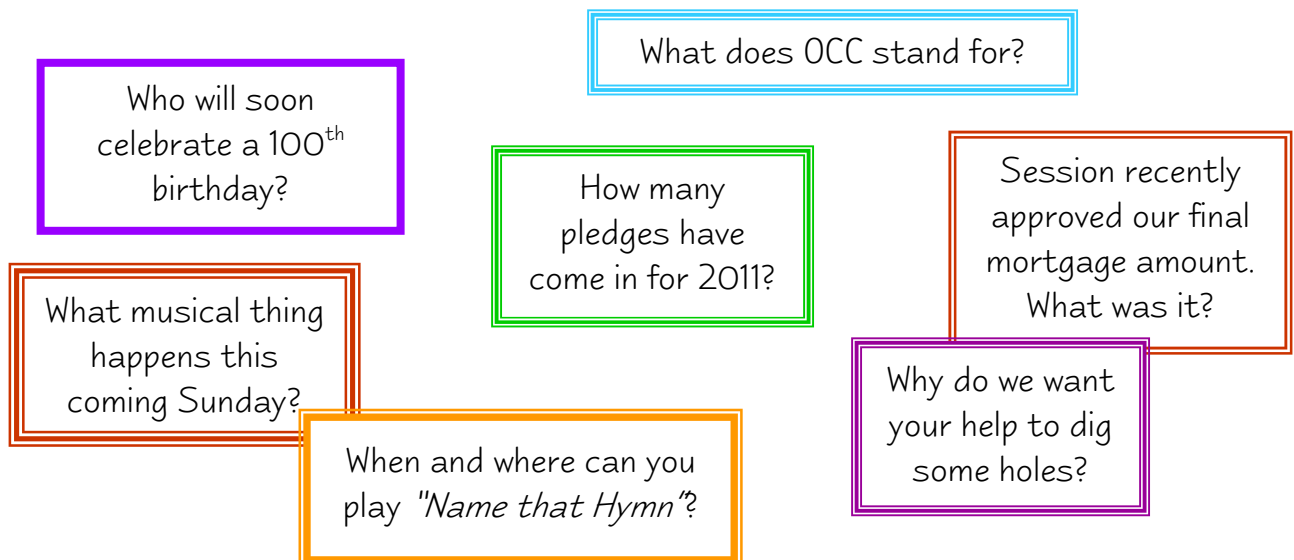 What does OCC stand for?
Who will soon
celebrate a 100th
birthday?
How many
pledges have
come in for 2011?
Session recently
approved our final
mortgage amount.
What was it?
What musical thing
happens this
coming Sunday?
Why do we want
your help to dig
some holes?
When and where can you
play "Name that Hymn"?